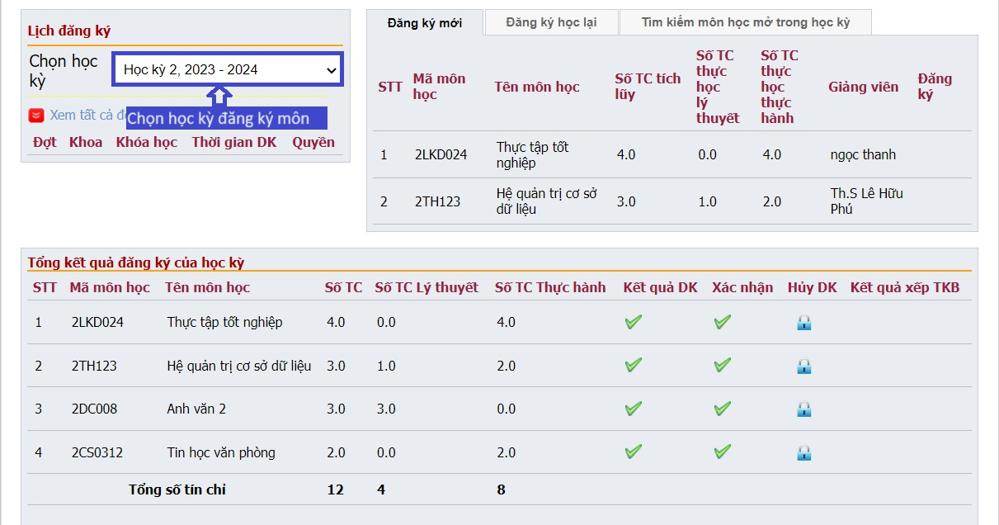 Lịch đăng ký
Chọn học
kỳ
Học kỳ 2, 2023 - 2024
Xem tất cả
Chọn học kỳ đăng ký môn
Đợt Khoa Khóa học Thời gian DK Quyền
Đăng ký mới Đăng ký học lại Tìm kiếm môn học mở trong học kỳ
STT Mã môn học Tên môn học Số TC tích lũy Số TC thực học lý thuyết Số TC thực học thực hành Giảng viên Đăng ký
1 2LKD024 Thực tập tốt nghiệp 4.0 0.0 4.0 ngọc thanh
2 2TH123 Hệ quản trị cơ sở dữ liệu 3.0 1.0 2.0 Th.S Lê Hữu Phú
Tổng kết quả đăng ký của học kỳ
STT Mã môn học Tên môn học Số TC Số TC Lý thuyết Số TC Thực hành Kết quả DK Xác nhận Hủy DK Kết quả xếp TKB
1 2LKD024 Thực tập tốt nghiệp 4.0 0.0 4.0
2 2TH123 Hệ quản trị cơ sở dữ liệu 3.0 1.0 2.0
3 2DC008 Anh văn 2 3.0 3.0 0.0
4 2CS0312 Tin học văn phòng 2.0 0.0 2.0
Tổng số tín chỉ 12 4 8